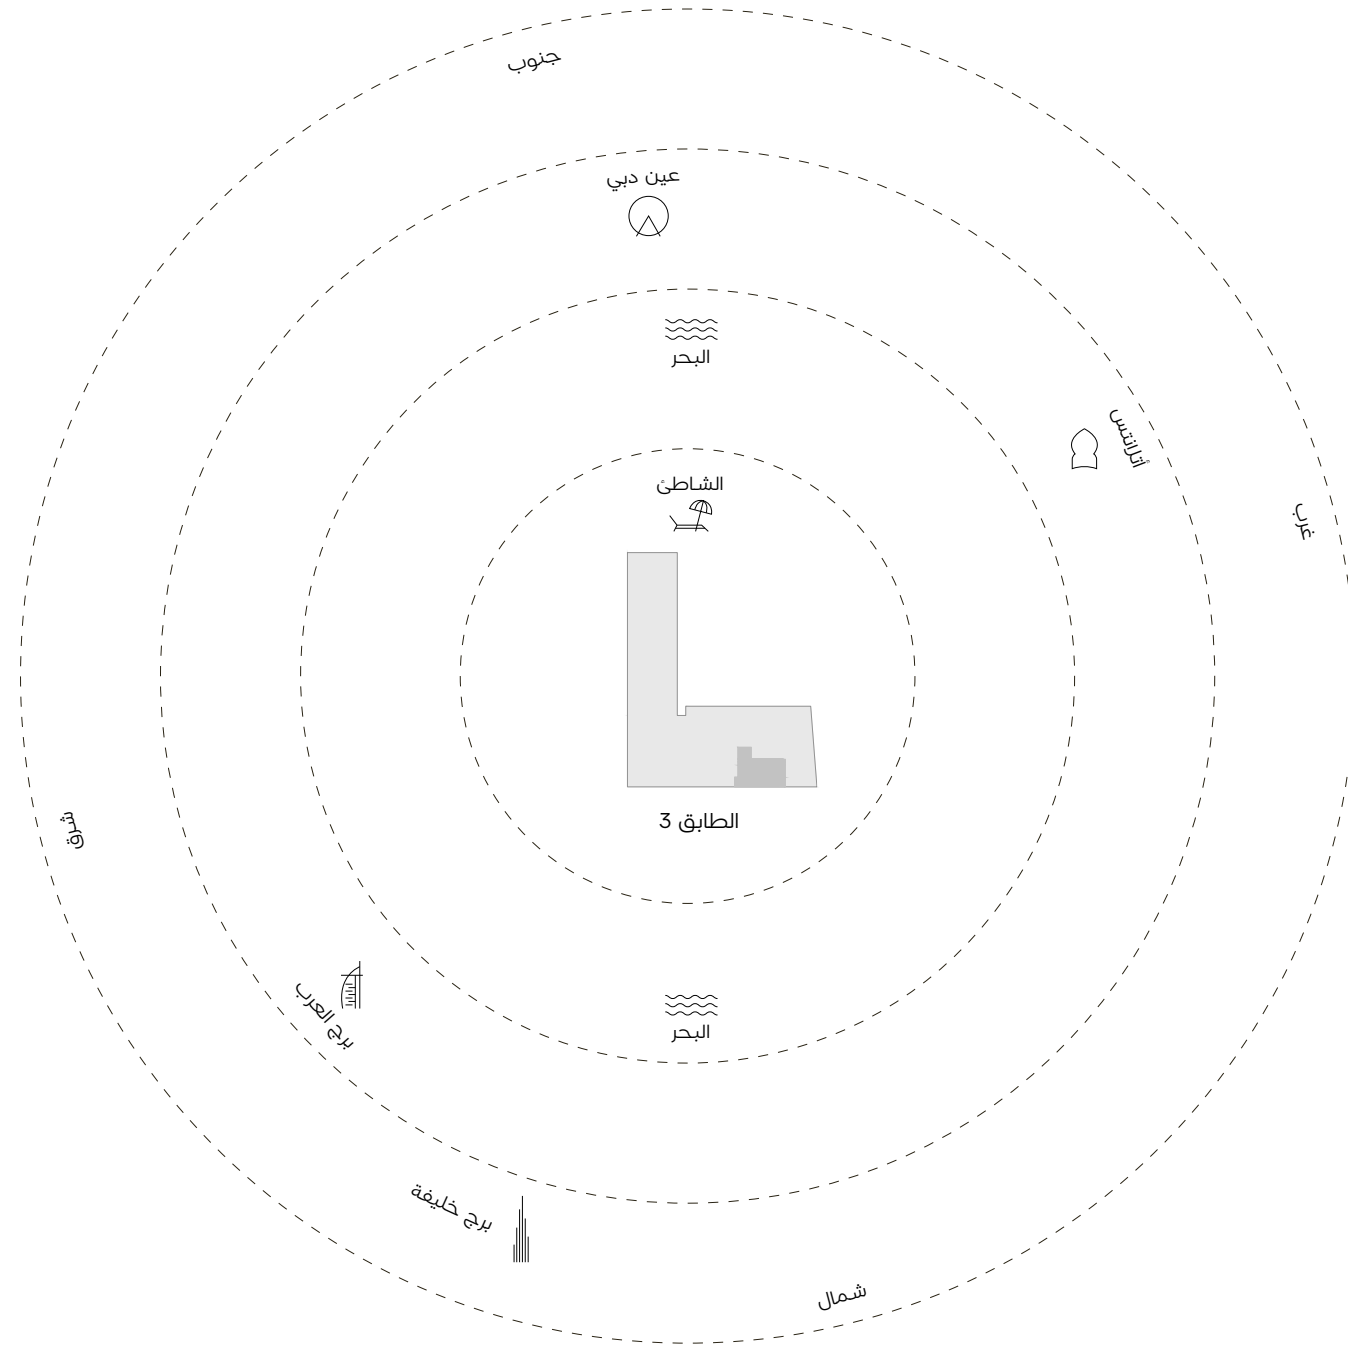 جنوب
عين دبي
البحر
أتلانتس
الشاطئ
غرب
الطابق 3
شرق
برج العرب
البحر
برج خليفة
شمال